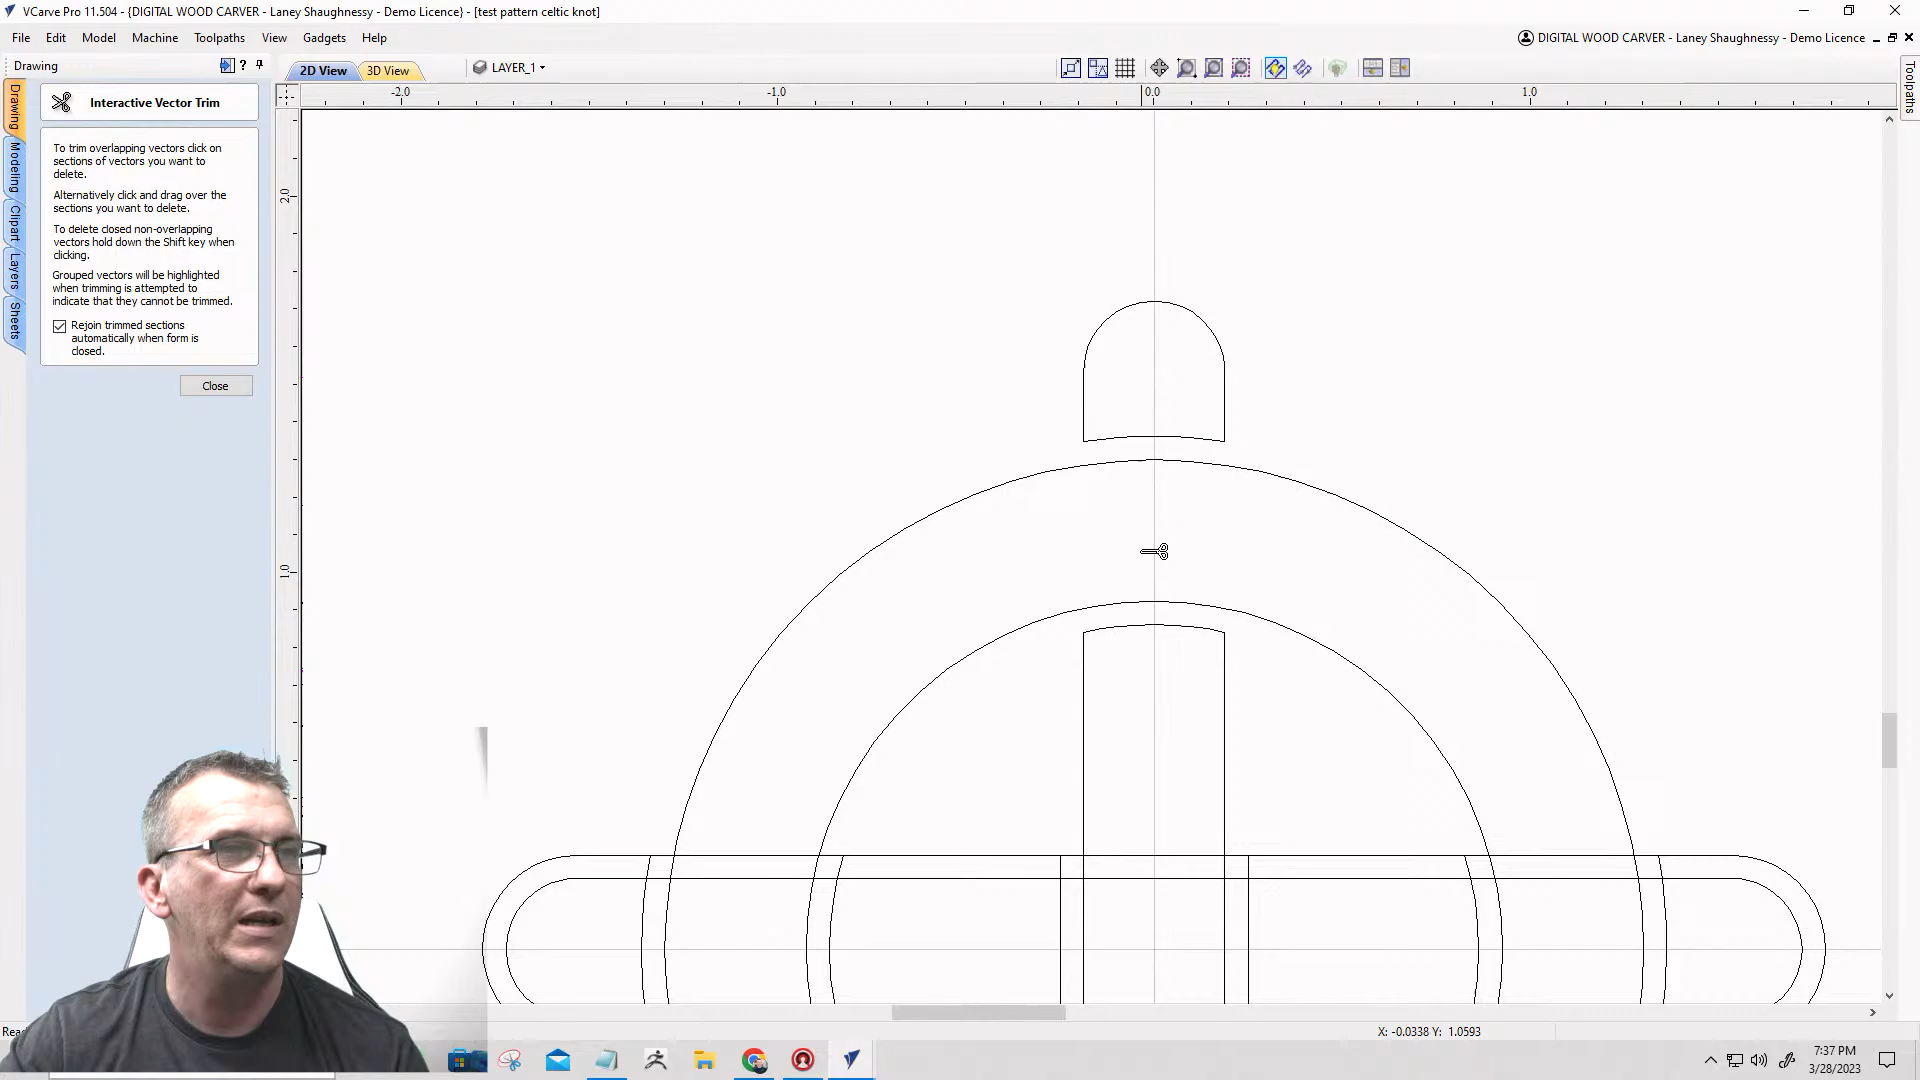 VCarve Pro 11.504 - {DIGITAL WOOD CARVER - Laney Shaughnessy - Demo Licence} - [test pattern celtic knot]
File Edit Model Machine Toolpaths View Gadgets Help
DIGITAL WOOD CARVER - Laney Shaughnessy - Demo Licence
Drawing
2D View 3D View LAYER_1
Toolpaths
Drawing
Modeling
Clipart
Layers
Sheets
-2.0 -1.0 0.0 1.0
2.0
1.0
Interactive Vector Trim
To trim overlapping vectors click on
sections of vectors you want to
delete.
Alternatively click and drag over the
sections you want to delete.
To delete closed non-overlapping
vectors hold down the Shift key when
clicking.
Grouped vectors will be highlighted
when trimming is attempted to
indicate that they cannot be trimmed.
Rejoin trimmed sections
automatically when form is
closed.
Close
X: -0.0338 Y: 1.0593
7:37 PM
3/28/2023